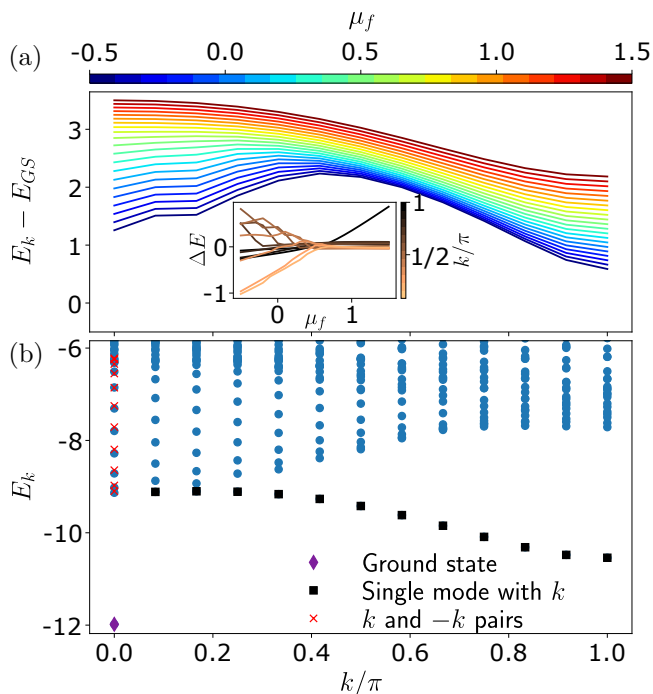 μ_f
(a)
-0.5 0.0 0.5 1.0 1.5
E_k − E_GS
3
2
1
0
ΔE
0
-1
0 1
μ_f
1
1/2
k/π
(b)
E_k
-6
-8
-10
-12
Ground state
Single mode with k
k and −k pairs
0.0 0.2 0.4 0.6 0.8 1.0
k/π